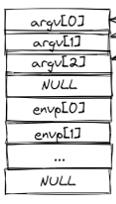 argv[0]
argv[1]
argv[2]
NULL
envp[0]
envp[1]
...
NULL